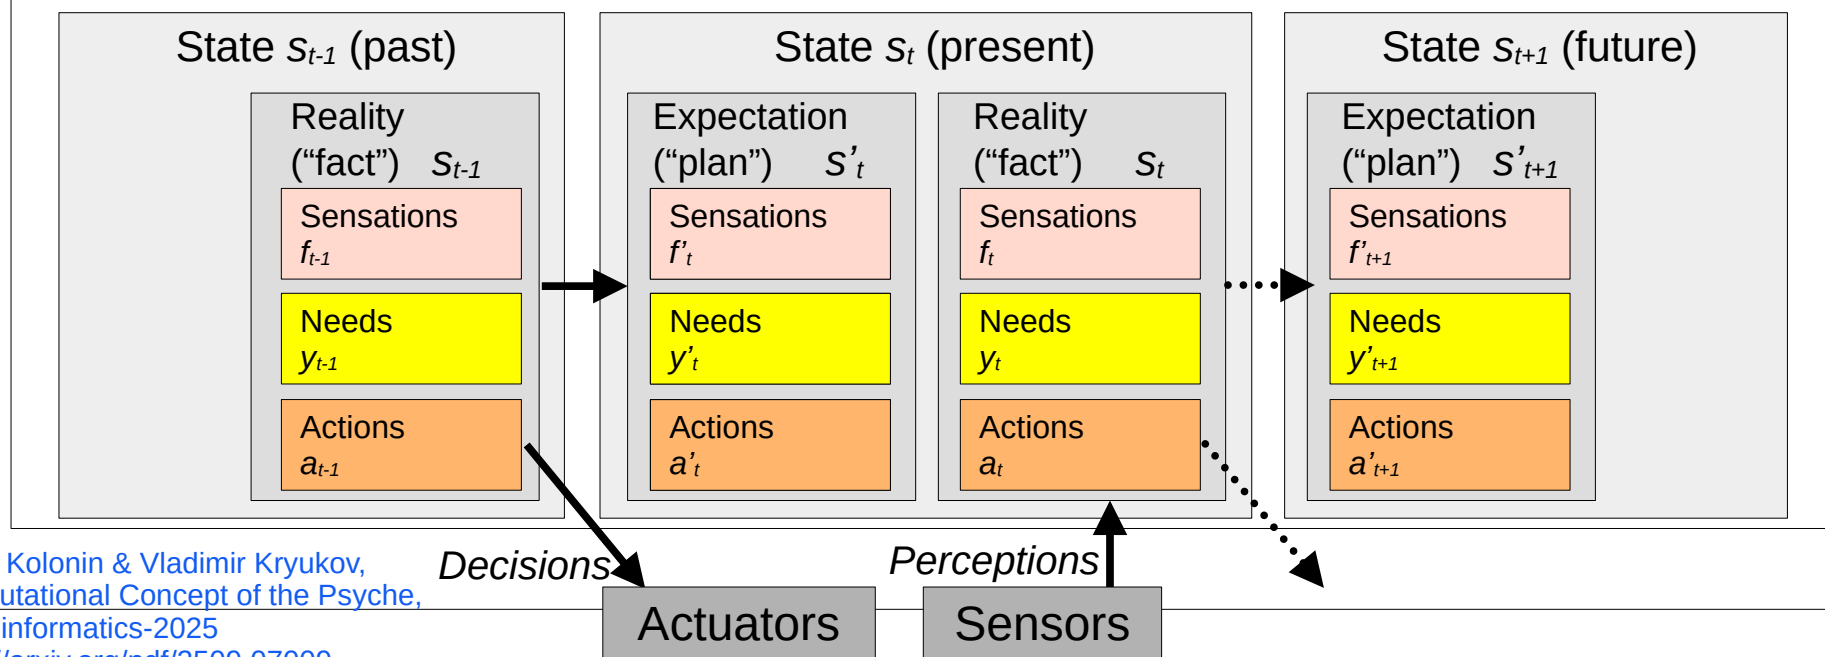 State st-1 (past)
Reality
(“fact”) st-1
Sensations
ft-1
Needs
yt-1
Actions
at-1
State st (present)
Expectation
(“plan”) s’t
Sensations
f’t
Needs
y’t
Actions
a’t
Reality
(“fact”) st
Sensations
ft
Needs
yt
Actions
at
State st+1 (future)
Expectation
(“plan”) s’t+1
Sensations
f’t+1
Needs
y’t+1
Actions
a’t+1
Decisions
Perceptions
Actuators
Sensors
Kolonin & Vladimir Kryukov,
utational Concept of the Psyche,
informatics-2025